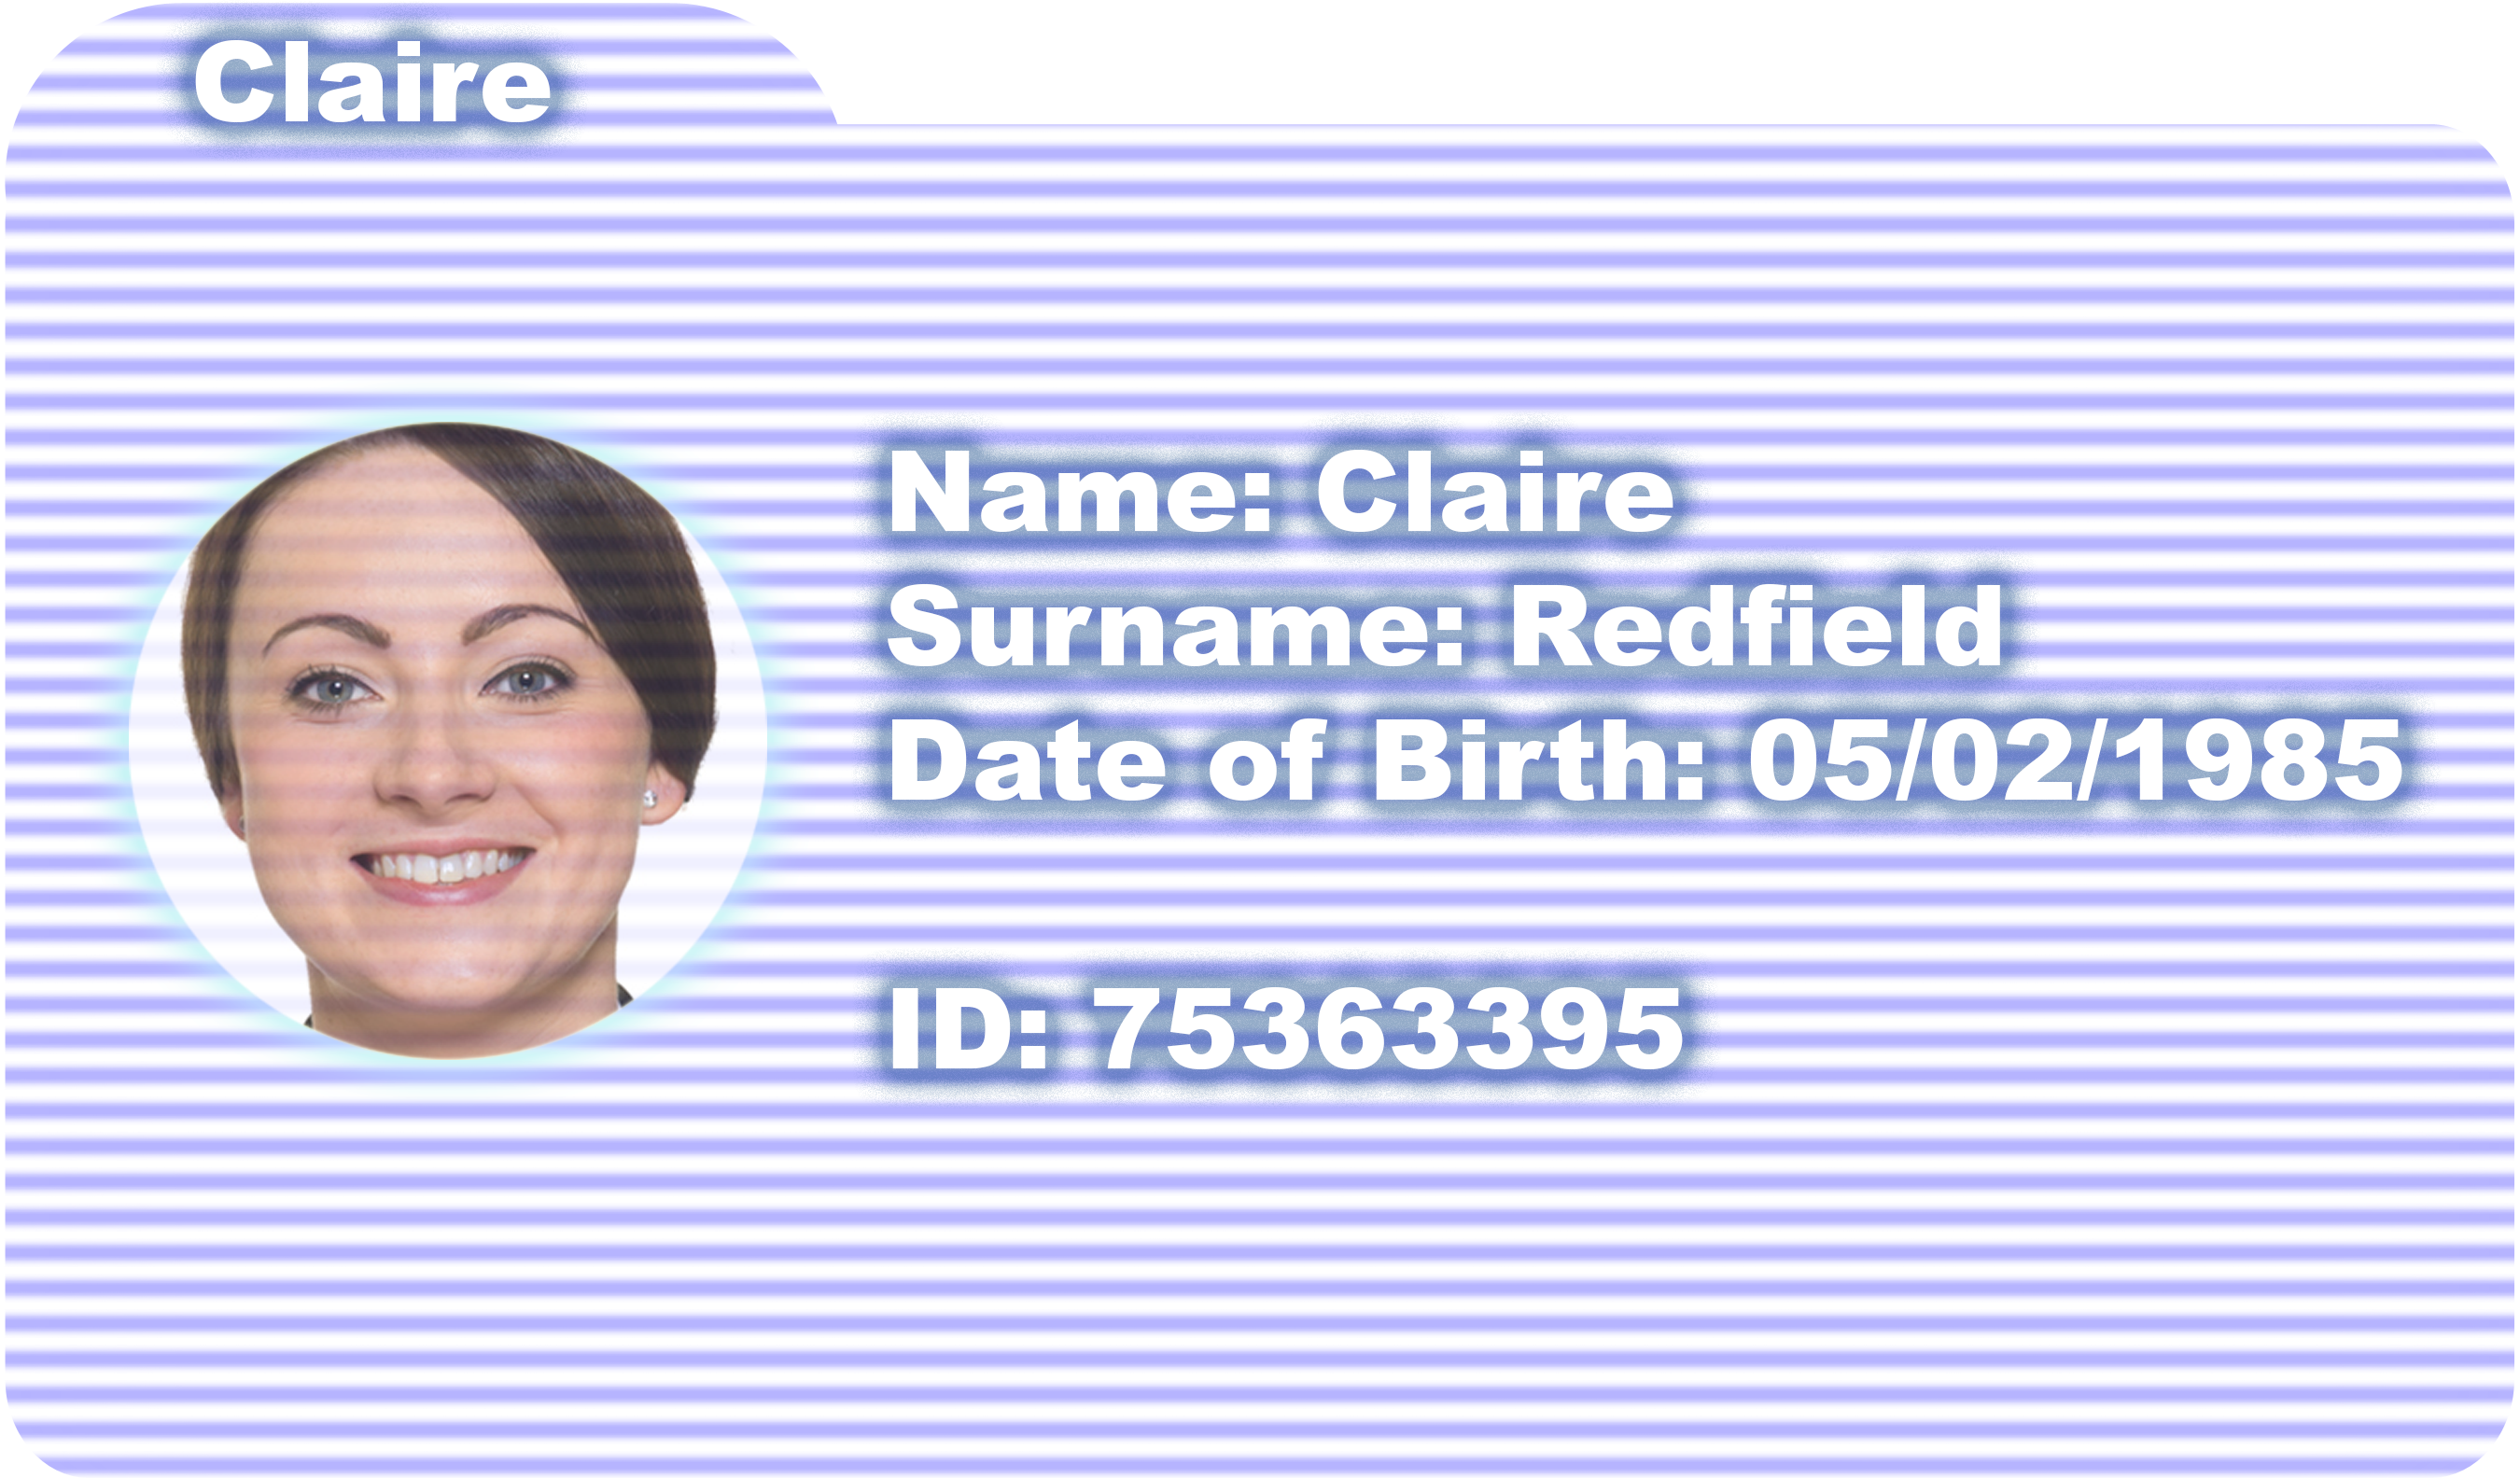 Claire
Name: Claire
Surname: Redfield
Date of Birth: 05/02/1985
ID: 75363395